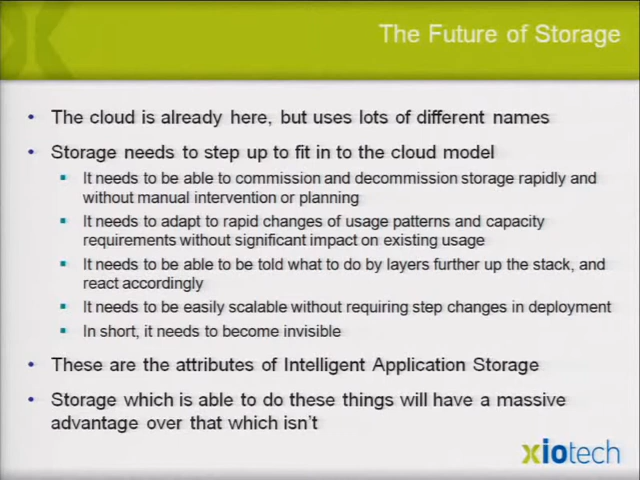 The Future of Storage
• The cloud is already here, but uses lots of different names
• Storage needs to step up to fit in to the cloud model
▪ It needs to be able to commission and decommission storage rapidly and
without manual intervention or planning
▪ It needs to adapt to rapid changes of usage patterns and capacity
requirements without significant impact on existing usage
▪ It needs to be able to be told what to do by layers further up the stack, and
react accordingly
▪ It needs to be easily scalable without requiring step changes in deployment
▪ In short, it needs to become invisible
• These are the attributes of Intelligent Application Storage
• Storage which is able to do these things will have a massive
advantage over that which isn't
xiotech